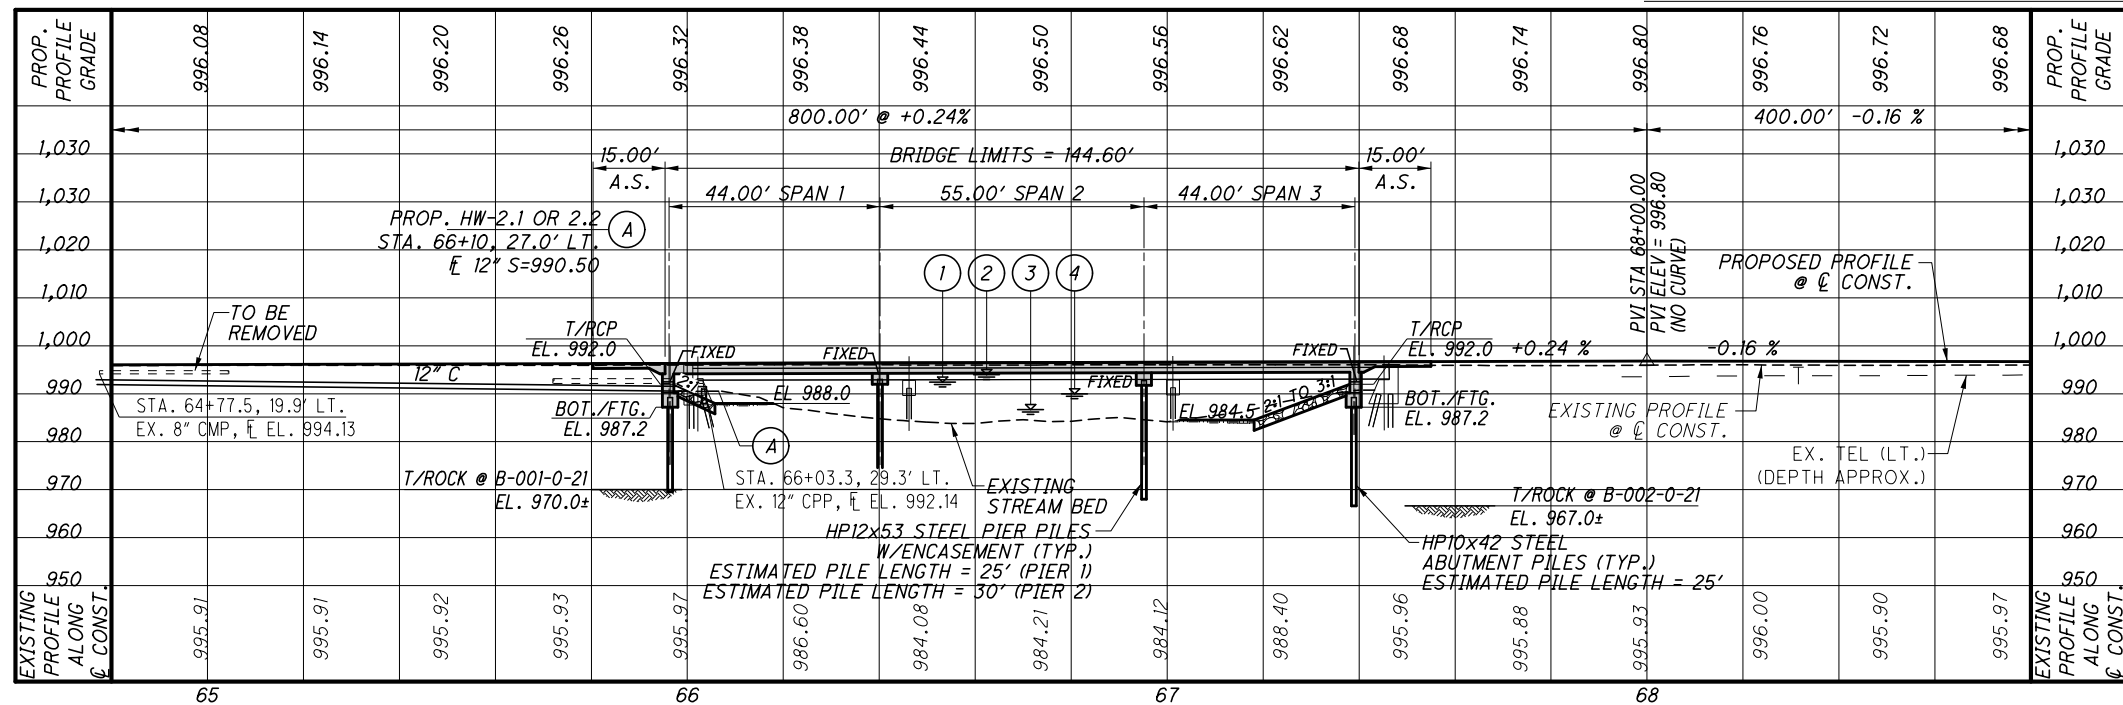 PROP.
PROFILE
GRADE
996.08
996.14
996.20
996.26
996.32
996.38
996.44
996.50
996.56
996.62
996.68
996.74
996.80
996.76
996.72
996.68
PROP.
PROFILE
GRADE
800.00' @ +0.24%
400.00' -0.16 %
1,030
15.00'
BRIDGE LIMITS = 144.60'
15.00'
1,030
A.S.
A.S.
1,030
44.00' SPAN 1
55.00' SPAN 2
44.00' SPAN 3
1,030
PROP. HW-2.1 OR 2.2
STA. 66+10, 27.0' LT.
℄ 12" S=990.50
A
1,020
1,020
PVI STA 68+00.00
PVI ELEV = 996.80
(NO CURVE)
PROPOSED PROFILE
@ ℄ CONST.
1
2
3
4
1,010
1,010
TO BE
REMOVED
T/RCP
EL. 992.0
T/RCP
EL. 992.0
1,000
1,000
FIXED
FIXED
FIXED
FIXED
+0.24 %
-0.16 %
12" C
2:1
EL 988.0
EL 984.5
2:1 TO 3:1
990
990
STA. 64+77.5, 19.9' LT.
EX. 8" CMP, ℄ EL. 994.13
BOT./FTG.
EL. 987.2
BOT./FTG.
EL. 987.2
EXISTING PROFILE
@ ℄ CONST.
980
980
A
EX. TEL (LT.)
(DEPTH APPROX.)
T/ROCK @ B-001-0-21
EL. 970.0±
STA. 66+03.3, 29.3' LT.
EX. 12" CPP, ℄ EL. 992.14
EXISTING
STREAM BED
T/ROCK @ B-002-0-21
EL. 967.0±
970
970
HP12x53 STEEL PIER PILES
W/ENCASEMENT (TYP.)
ESTIMATED PILE LENGTH = 25' (PIER 1)
ESTIMATED PILE LENGTH = 30' (PIER 2)
HP10x42 STEEL
ABUTMENT PILES (TYP.)
ESTIMATED PILE LENGTH = 25'
960
960
950
950
EXISTING
PROFILE
ALONG
℄ CONST.
995.91
995.91
995.92
995.93
995.97
986.60
984.08
984.21
984.12
988.40
995.96
995.88
995.93
996.00
995.90
995.97
EXISTING
PROFILE
ALONG
℄ CONST.
65
66
67
68